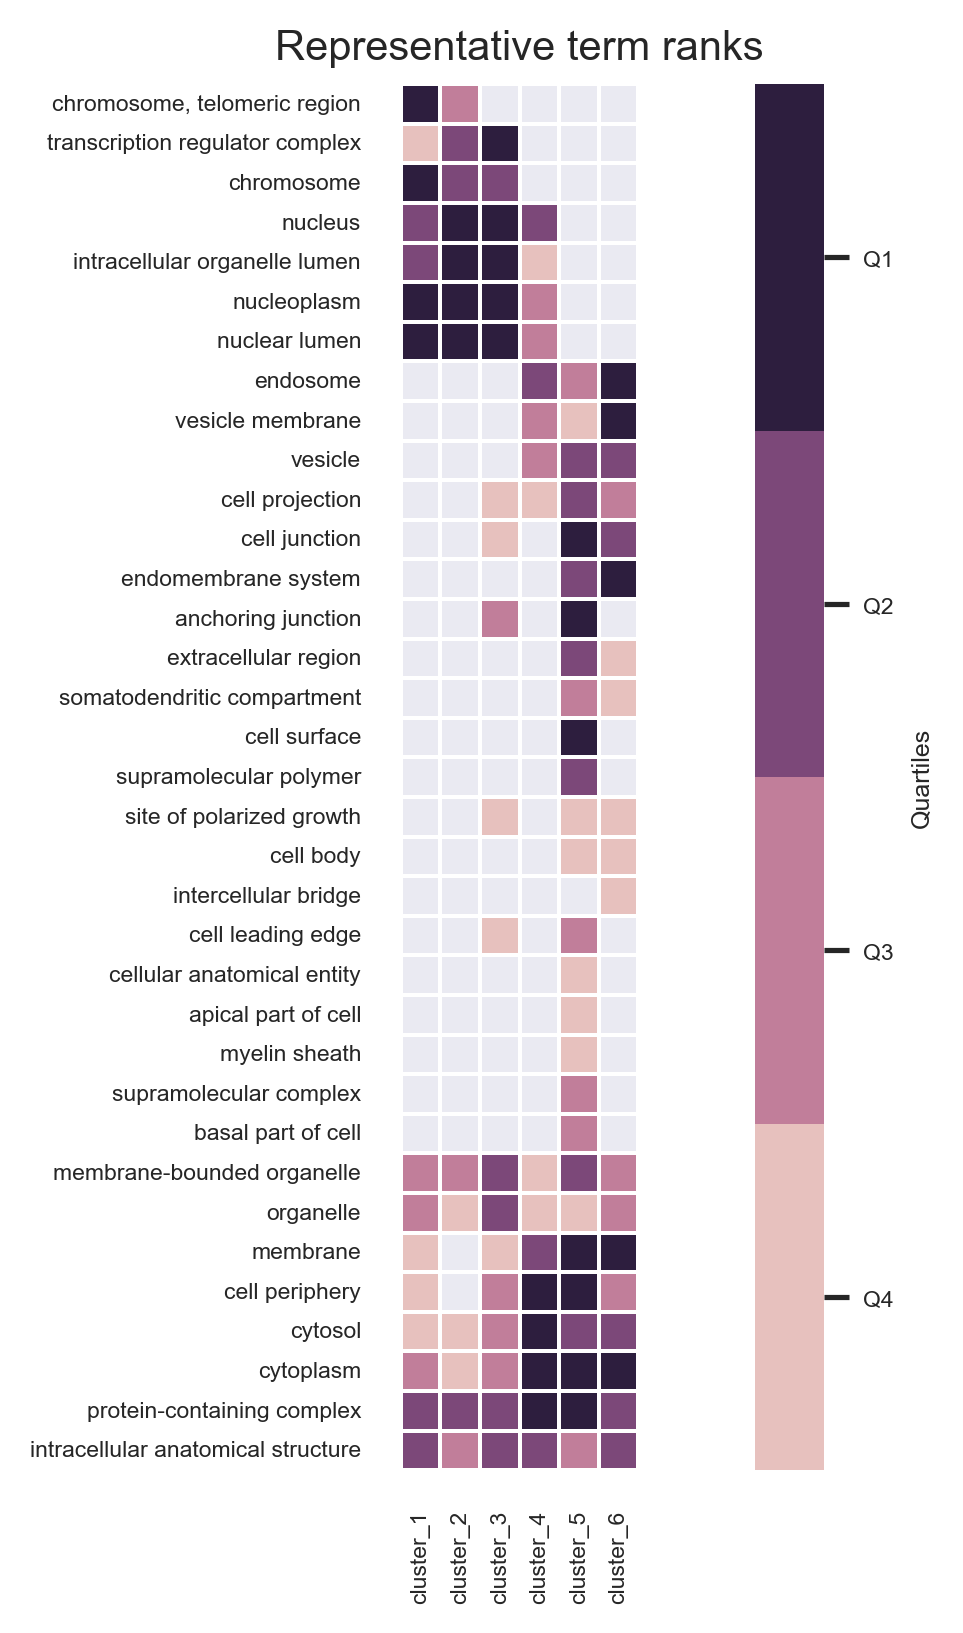 Representative term ranks
chromosome, telomeric region
transcription regulator complex
chromosome
nucleus
intracellular organelle lumen
nucleoplasm
nuclear lumen
endosome
vesicle membrane
vesicle
cell projection
cell junction
endomembrane system
anchoring junction
extracellular region
somatodendritic compartment
cell surface
supramolecular polymer
site of polarized growth
cell body
intercellular bridge
cell leading edge
cellular anatomical entity
apical part of cell
myelin sheath
supramolecular complex
basal part of cell
membrane-bounded organelle
organelle
membrane
cell periphery
cytosol
cytoplasm
protein-containing complex
intracellular anatomical structure
cluster_1
cluster_2
cluster_3
cluster_4
cluster_5
cluster_6
Q1
Q2
Q3
Q4
Quartiles